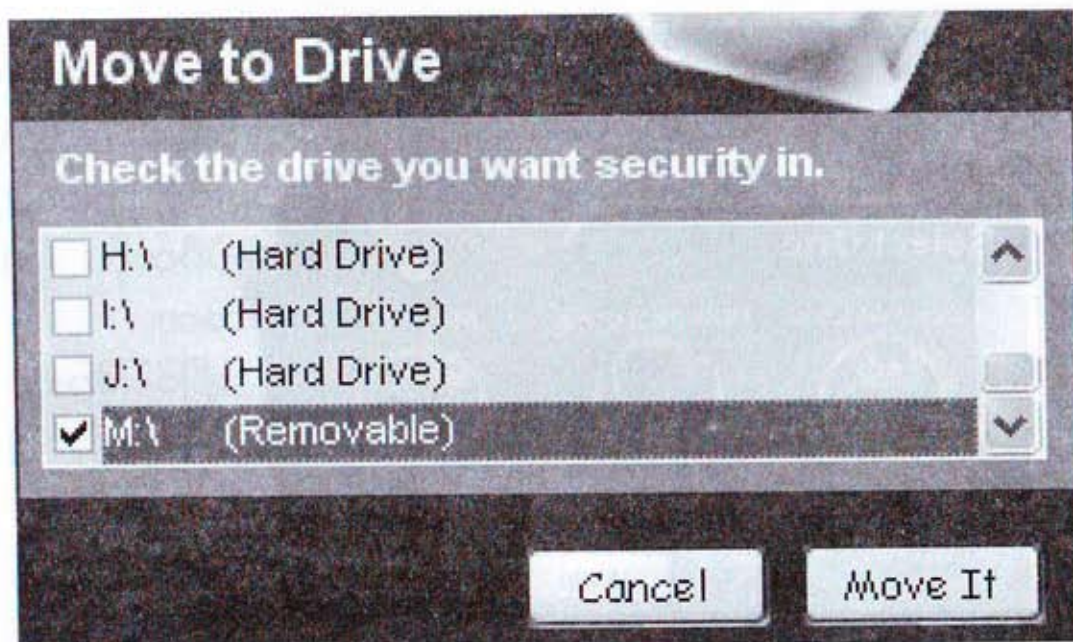 Move to Drive
Check the drive you want security in.
H:\ (Hard Drive)
I:\ (Hard Drive)
J:\ (Hard Drive)
M:\ (Removable)
Cancel Move It